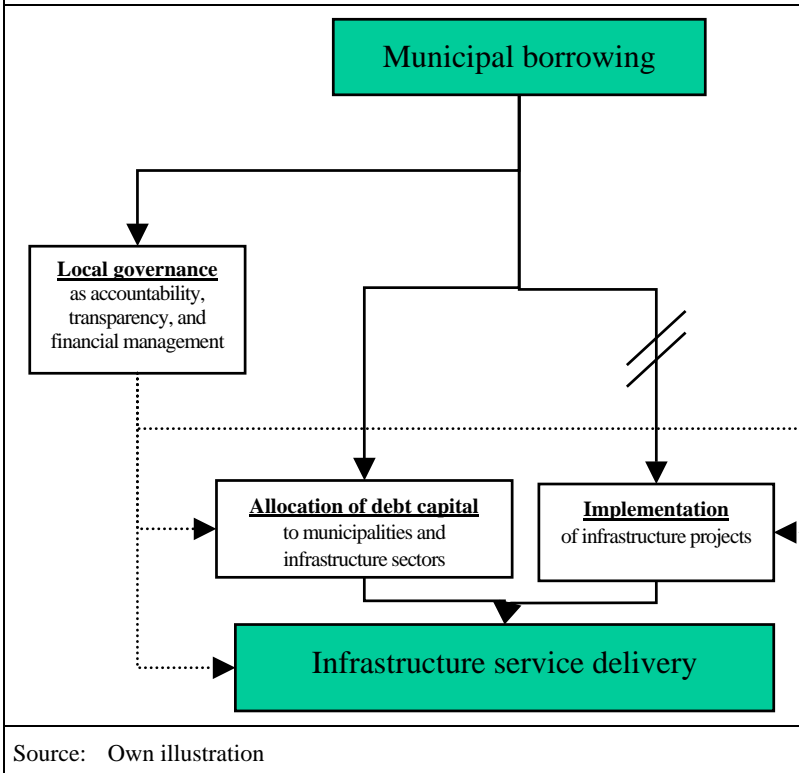 Municipal borrowing
Local governance
as accountability,
transparency, and
financial management
Allocation of debt capital
to municipalities and
infrastructure sectors
Implementation
of infrastructure projects
Infrastructure service delivery
Source: Own illustration